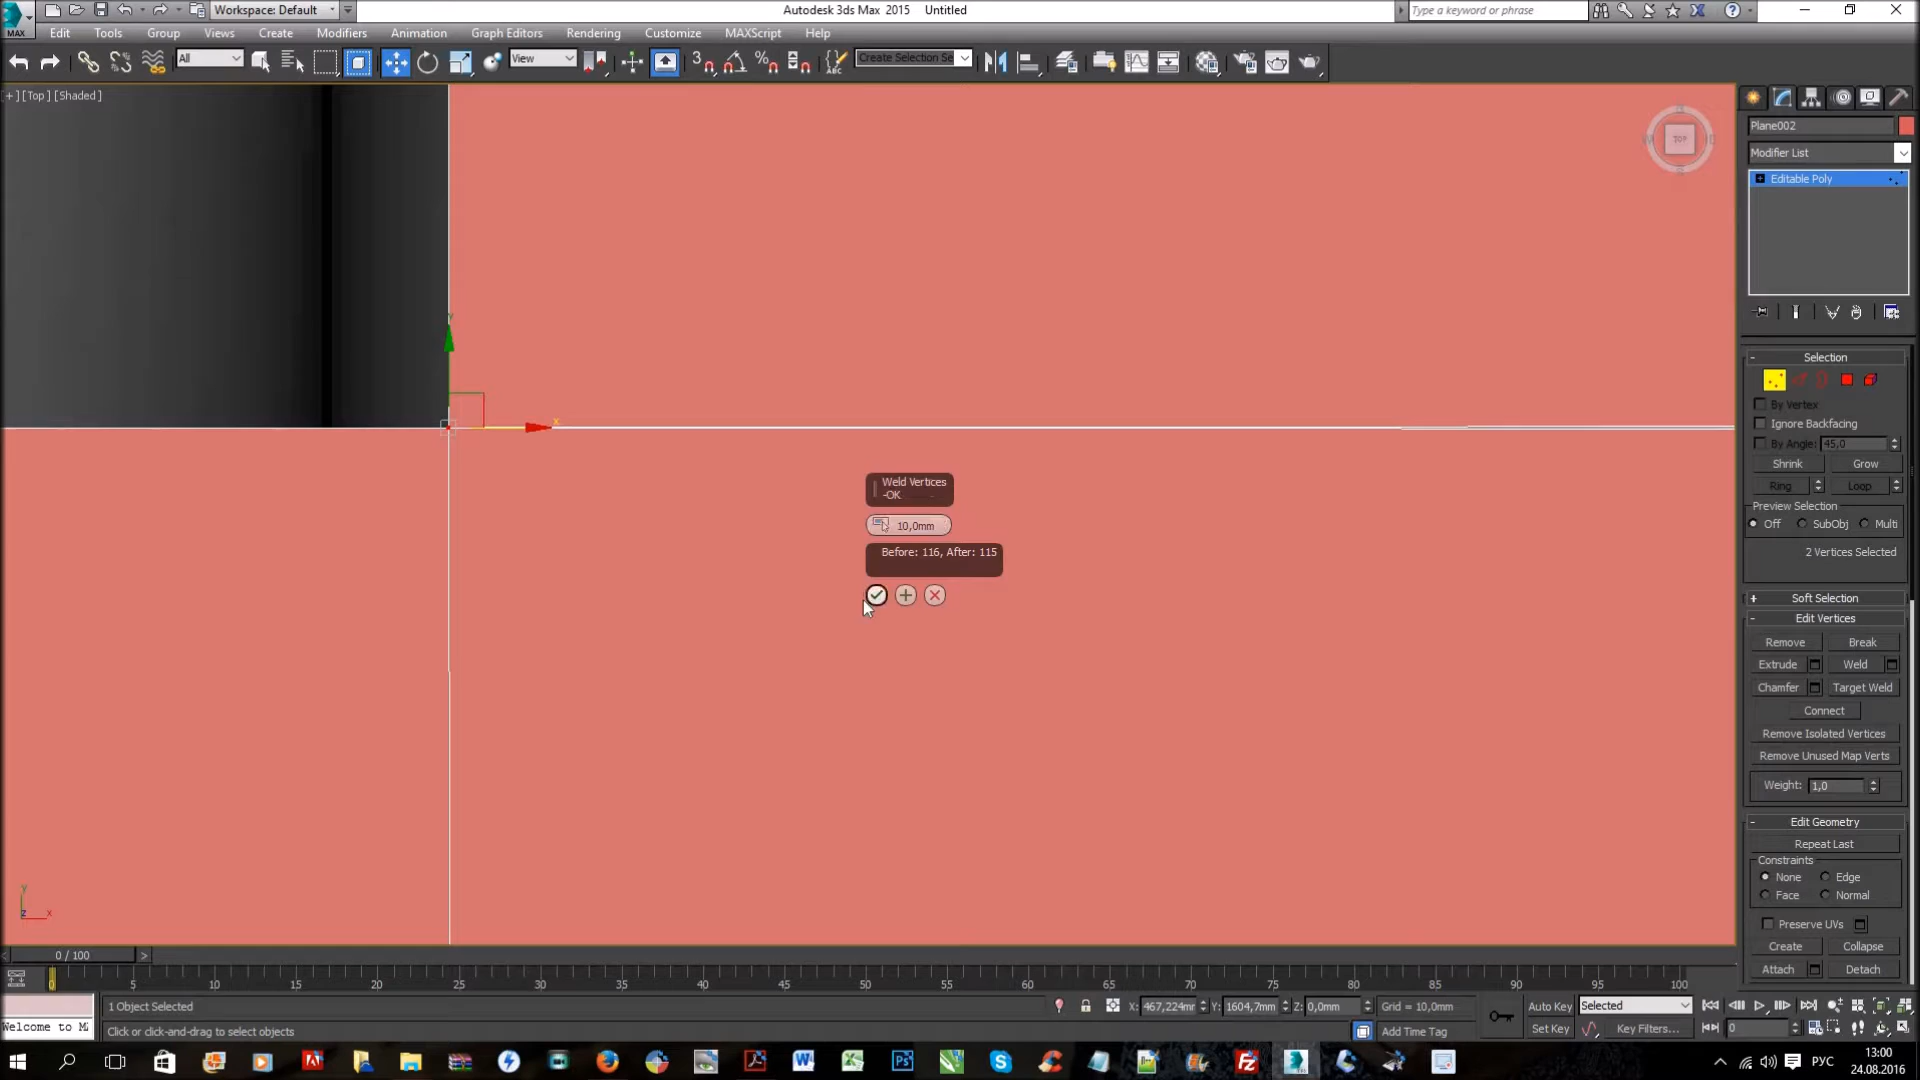 MAX
Workspace: Default
Autodesk 3ds Max 2015 Untitled
Type a keyword or phrase
Edit Tools Group Views Create Modifiers Animation Graph Editors Rendering Customize MAXScript Help
All
View
3
ABC
Create Selection Se
+ ] [Top ] [Shaded ]
TOP
Plane002
Modifier List
Editable Poly
Selection
By Vertex
Ignore Backfacing
By Angle: 45,0
Shrink Grow
Ring Loop
Preview Selection
Off SubObj Multi
2 Vertices Selected
Soft Selection
Edit Vertices
Remove Break
Extrude Weld
Chamfer Target Weld
Connect
Remove Isolated Vertices
Remove Unused Map Verts
Weight: 1,0
Edit Geometry
Repeat Last
Constraints
None Edge
Face Normal
Preserve UVs
Create Collapse
Attach Detach
Y
x
Weld Vertices
-OK
10,0mm
Before: 116, After: 115
y
z x
0 / 100
0 5 10 15 20 25 30 35 40 45 50 55 60 65 70 75 80 85 90 95 100
1 Object Selected
X: 467,224mm Y: 1604,7mm Z: 0,0mm Grid = 10,0mm
Auto Key Selected
Welcome to M
Click or click-and-drag to select objects
Add Time Tag
Set Key Key Filters...
0
РУС
13:00
24.08.2016